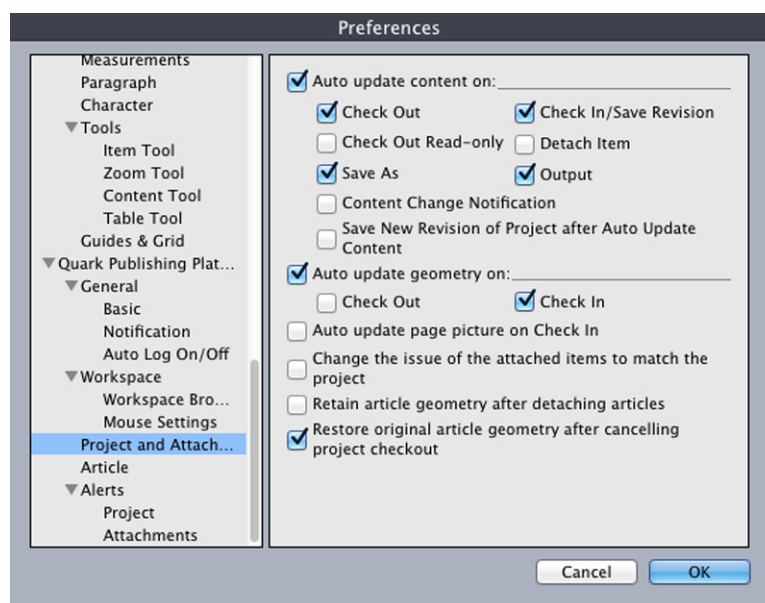 Preferences
Measurements
Paragraph
Character
Tools
Item Tool
Zoom Tool
Content Tool
Table Tool
Guides & Grid
Quark Publishing Plat...
General
Basic
Notification
Auto Log On/Off
Workspace
Workspace Bro...
Mouse Settings
Project and Attach...
Article
Alerts
Project
Attachments
Auto update content on:
Check Out
Check In/Save Revision
Check Out Read-only
Detach Item
Save As
Output
Content Change Notification
Save New Revision of Project after Auto Update
Content
Auto update geometry on:
Check Out
Check In
Auto update page picture on Check In
Change the issue of the attached items to match the
project
Retain article geometry after detaching articles
Restore original article geometry after cancelling
project checkout
Cancel
OK